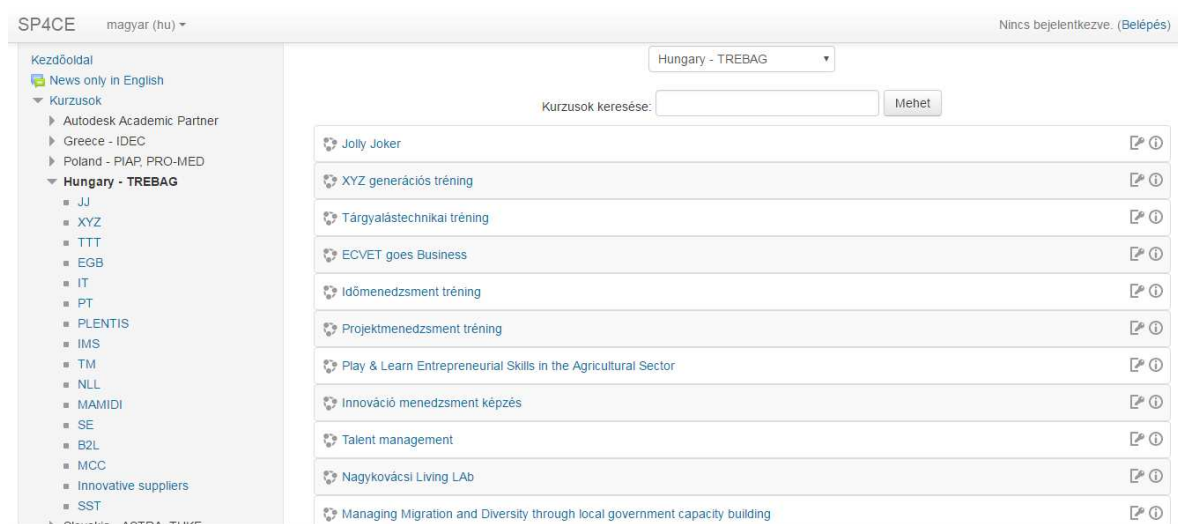 SP4CE magyar (hu) Nincs bejelentkezve. (Belépés)
Kezdőoldal
News only in English
Kurzusok
Autodesk Academic Partner
Greece - IDEC
Poland - PIAP, PRO-MED
Hungary - TREBAG
JJ
XYZ
TTT
EGB
IT
PT
PLENTIS
IMS
TM
NLL
MAMIDI
SE
B2L
MCC
Innovative suppliers
SST
Slovakia - ASTRA, TUKE
Hungary - TREBAG
Kurzusok keresése: Mehet
Jolly Joker
XYZ generációs tréning
Tárgyalástechnikai tréning
ECVET goes Business
Időmenedzsment tréning
Projektmenedzsment tréning
Play & Learn Entrepreneurial Skills in the Agricultural Sector
Innováció menedzsment képzés
Talent management
Nagykovácsi Living LAb
Managing Migration and Diversity through local government capacity building